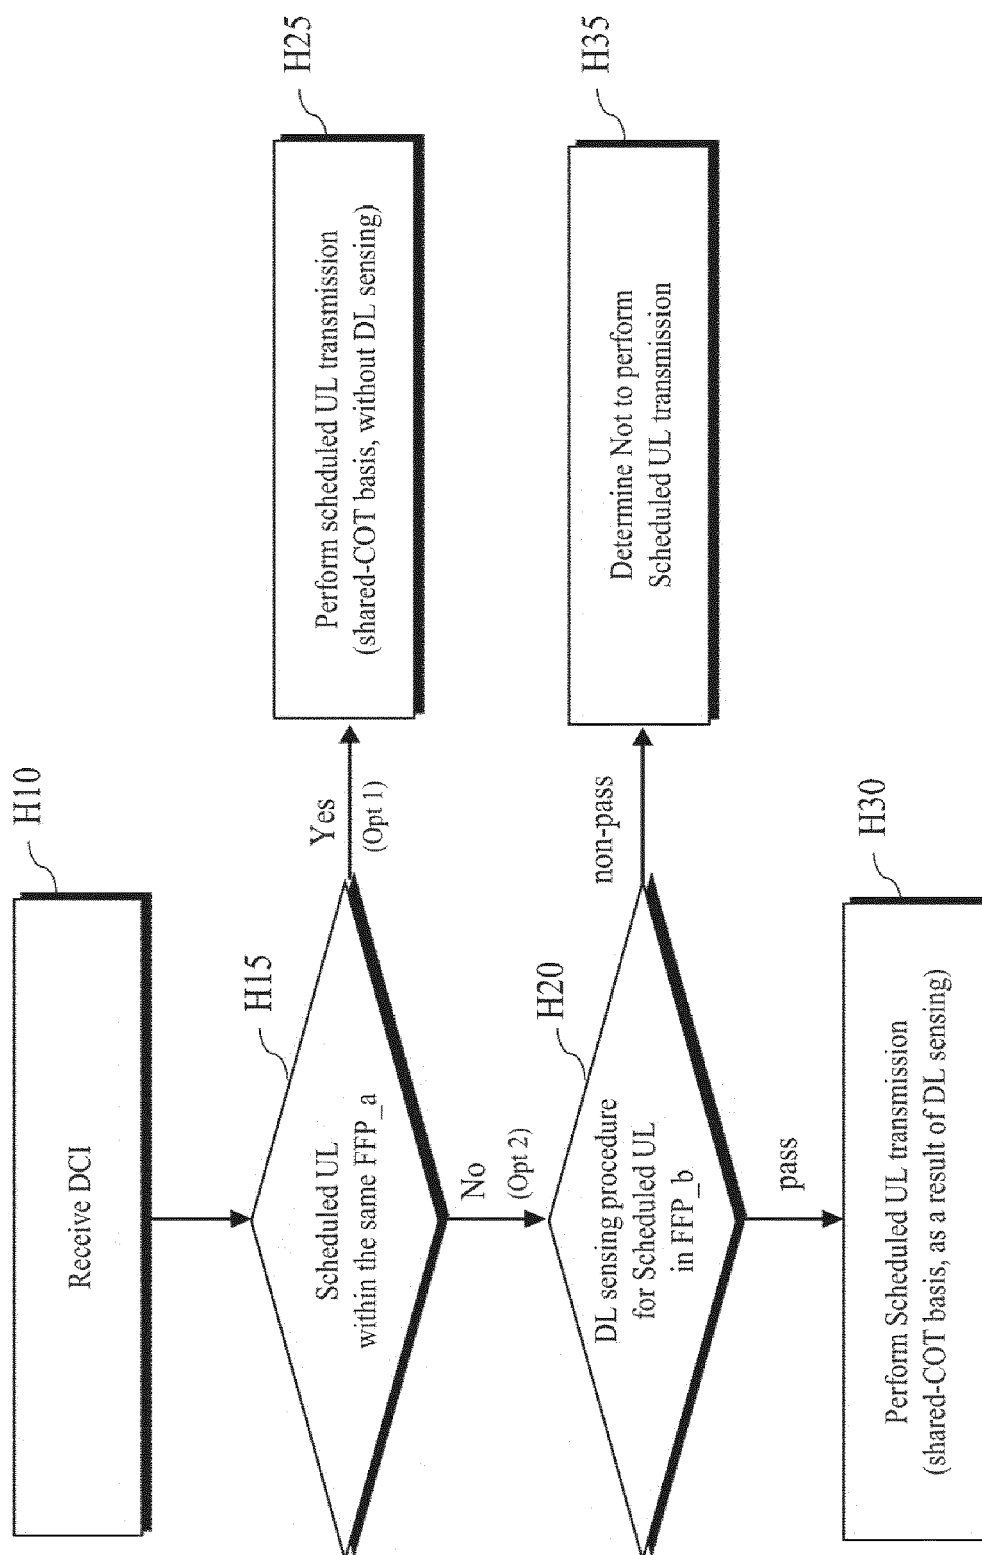 H10
Receive DCI
H15
Scheduled UL
within the same FFP_a
Yes
(Opt 1)
H25
Perform scheduled UL transmission
(shared-COT basis, without DL sensing)
No
(Opt 2)
H20
DL sensing procedure
for Scheduled UL
in FFP_b
non-pass
H35
Determine Not to perform
Scheduled UL transmission
pass
H30
Perform Scheduled UL transmission
(shared-COT basis, as a result of DL sensing)